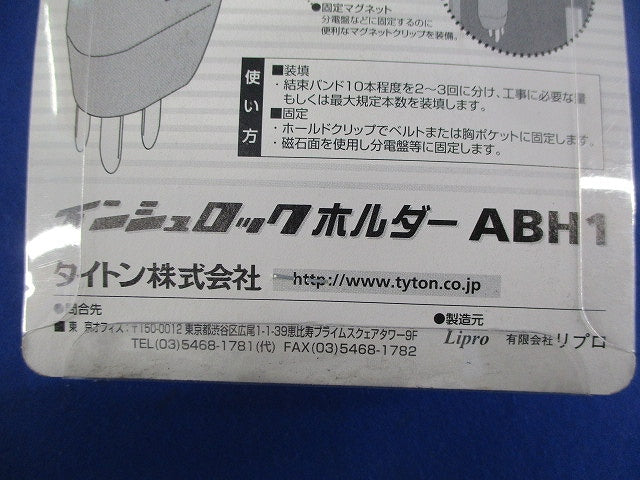 ●固定マグネット
分電盤などに固定するのに
便利なマグネットクリップを装備。
使い方
■装填
・結束バンド10本程度を2〜3回に分け、工事に必要な量
もしくは最大規定本数を装填します。
■固定
・ホールドクリップでベルトまたは胸ポケットに固定します。
・磁石面を使用し分電盤等に固定します。
インシュロックホルダー ABH1
タイトン株式会社 http://www.tyton.co.jp
●問合先
■東 京オフィス：〒150-0012 東京都渋谷区広尾1-1-39恵比寿プライムスクェアタワー9F
TEL(03)5468-1781(代) FAX(03)5468-1782
●製造元
Lipro 有限会社 リプロ